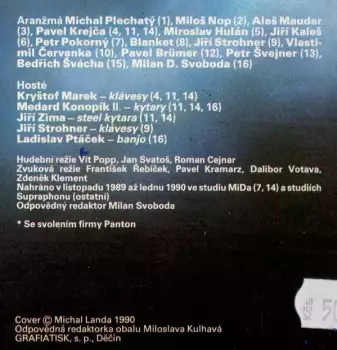 Aranžmá Michal Plechatý (1), Miloš Nop (2), Aleš Mauder
(3), Pavel Krejča (4, 11, 14), Miroslav Hulán (5), Jiří Kaleš
(6), Petr Pokorný (7), Blanket (8), Jiří Strohner (9), Vlasti-
mil Červenka (10), Pavel Brümer (12), Petr Švejner (13),
Bedřich Švácha (15), Milan D. Svoboda (16)
Hosté
Kryštof Marek – klávesy (4, 11, 14)
Medard Konopík II. – kytary (11, 14, 16)
Jiří Zima – steel kytara (11, 14)
Jiří Strohner – klávesy (9)
Ladislav Ptáček – banjo (16)
Hudební režie Vít Popp, Jan Svatoš, Roman Cejnar
Zvuková režie František Řebíček, Pavel Kramarz, Dalibor Votava,
Zdeněk Klement
Nahráno v listopadu 1989 až lednu 1990 ve studiu MiDa (7, 14) a studiích
Supraphonu (ostatní)
Odpovědný redaktor Milan Svoboda
* Se svolením firmy Panton
Kčs 50
Cover © Michal Landa 1990
Odpovědná redaktorka obalu Miloslava Kulhavá
GRAFIATISK, s. p., Děčín